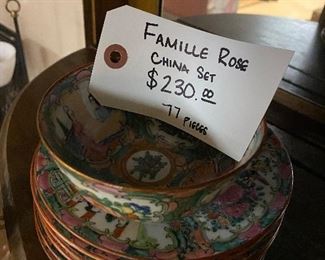 Famille Rose
China Set
$230.00
77 pieces